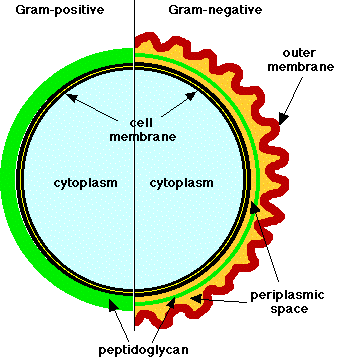 Gram-positive
Gram-negative
outer
membrane
cell
membrane
cytoplasm
cytoplasm
periplasmic
space
peptidoglycan